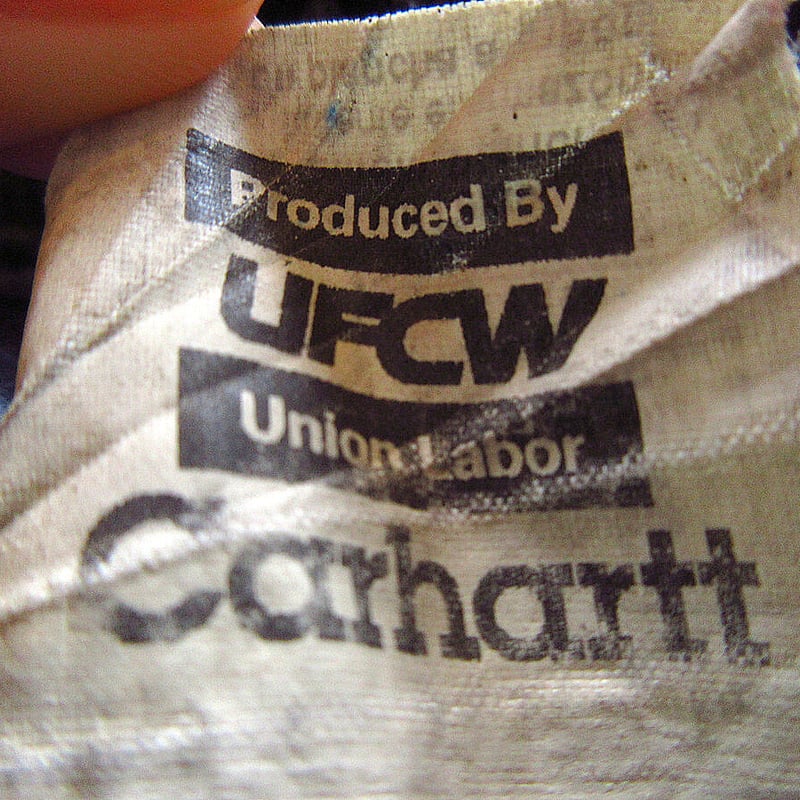 Produced By
UFCW
Union Labor
Carhartt